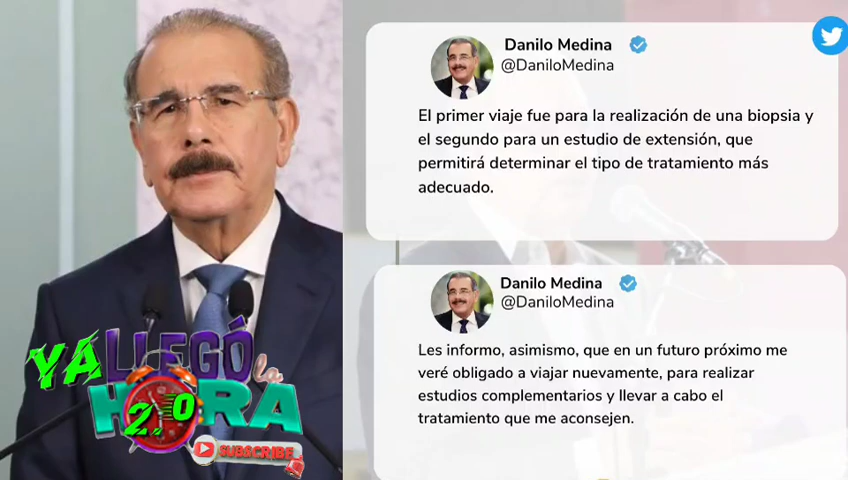 Danilo Medina
@DaniloMedina
El primer viaje fue para la realización de una biopsia y
el segundo para un estudio de extensión, que
permitirá determinar el tipo de tratamiento más
adecuado.
Danilo Medina
@DaniloMedina
Les informo, asimismo, que en un futuro próximo me
veré obligado a viajar nuevamente, para realizar
estudios complementarios y llevar a cabo el
tratamiento que me aconsejen.
YA LLEGÓ la
HORA
2.0
SUBSCRIBE